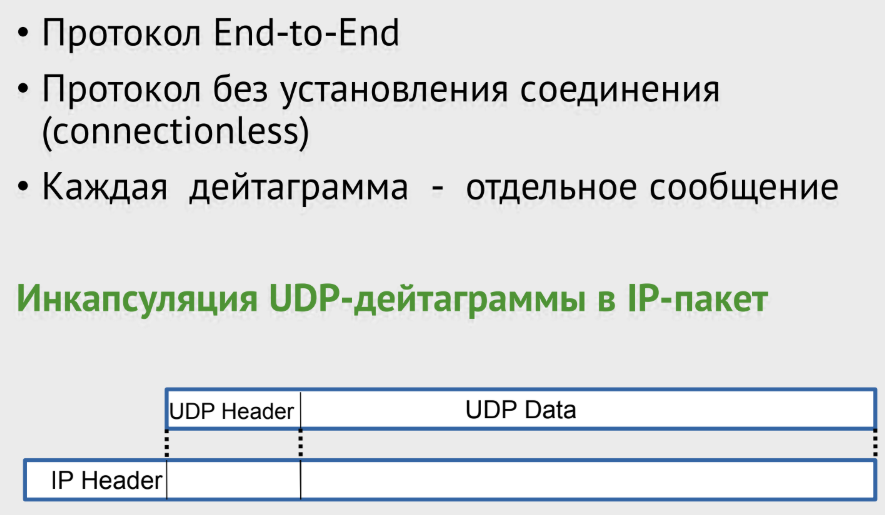 • Протокол End-to-End
• Протокол без установления соединения
(connectionless)
• Каждая дейтаграмма - отдельное сообщение
Инкапсуляция UDP-дейтаграммы в IP-пакет
UDP Header UDP Data
IP Header